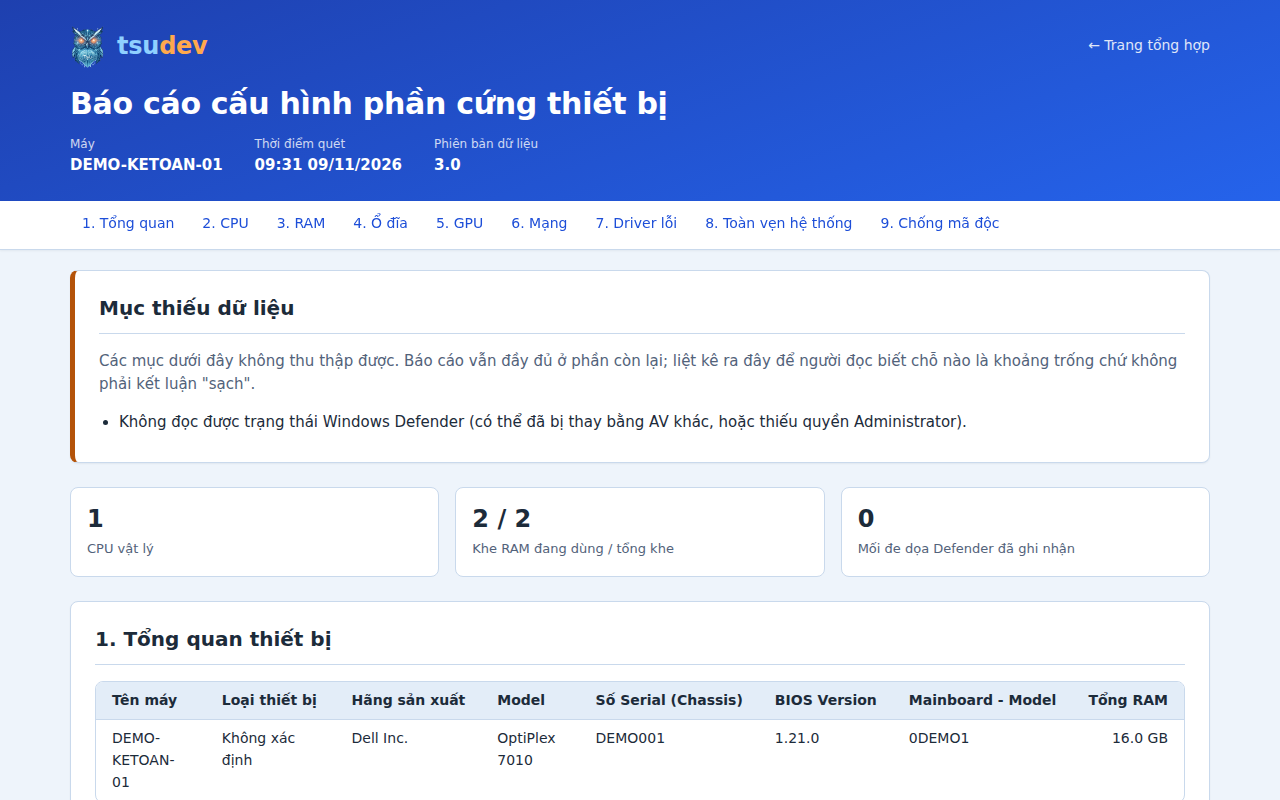 tsudev
← Trang tổng hợp
Báo cáo cấu hình phần cứng thiết bị
Máy Thời điểm quét Phiên bản dữ liệu
DEMO-KETOAN-01 09:31 09/11/2026 3.0
1. Tổng quan 2. CPU 3. RAM 4. Ổ đĩa 5. GPU 6. Mạng 7. Driver lỗi 8. Toàn vẹn hệ thống 9. Chống mã độc
Mục thiếu dữ liệu
Các mục dưới đây không thu thập được. Báo cáo vẫn đầy đủ ở phần còn lại; liệt kê ra đây để người đọc biết chỗ nào là khoảng trống chứ không
phải kết luận "sạch".
• Không đọc được trạng thái Windows Defender (có thể đã bị thay bằng AV khác, hoặc thiếu quyền Administrator).
1 2 / 2 0
CPU vật lý Khe RAM đang dùng / tổng khe Mối đe dọa Defender đã ghi nhận
1. Tổng quan thiết bị
Tên máy Loại thiết bị Hãng sản xuất Model Số Serial (Chassis) BIOS Version Mainboard - Model Tổng RAM
DEMO- Không xác Dell Inc. OptiPlex DEMO001 1.21.0 0DEMO1 16.0 GB
KETOAN- định 7010
01